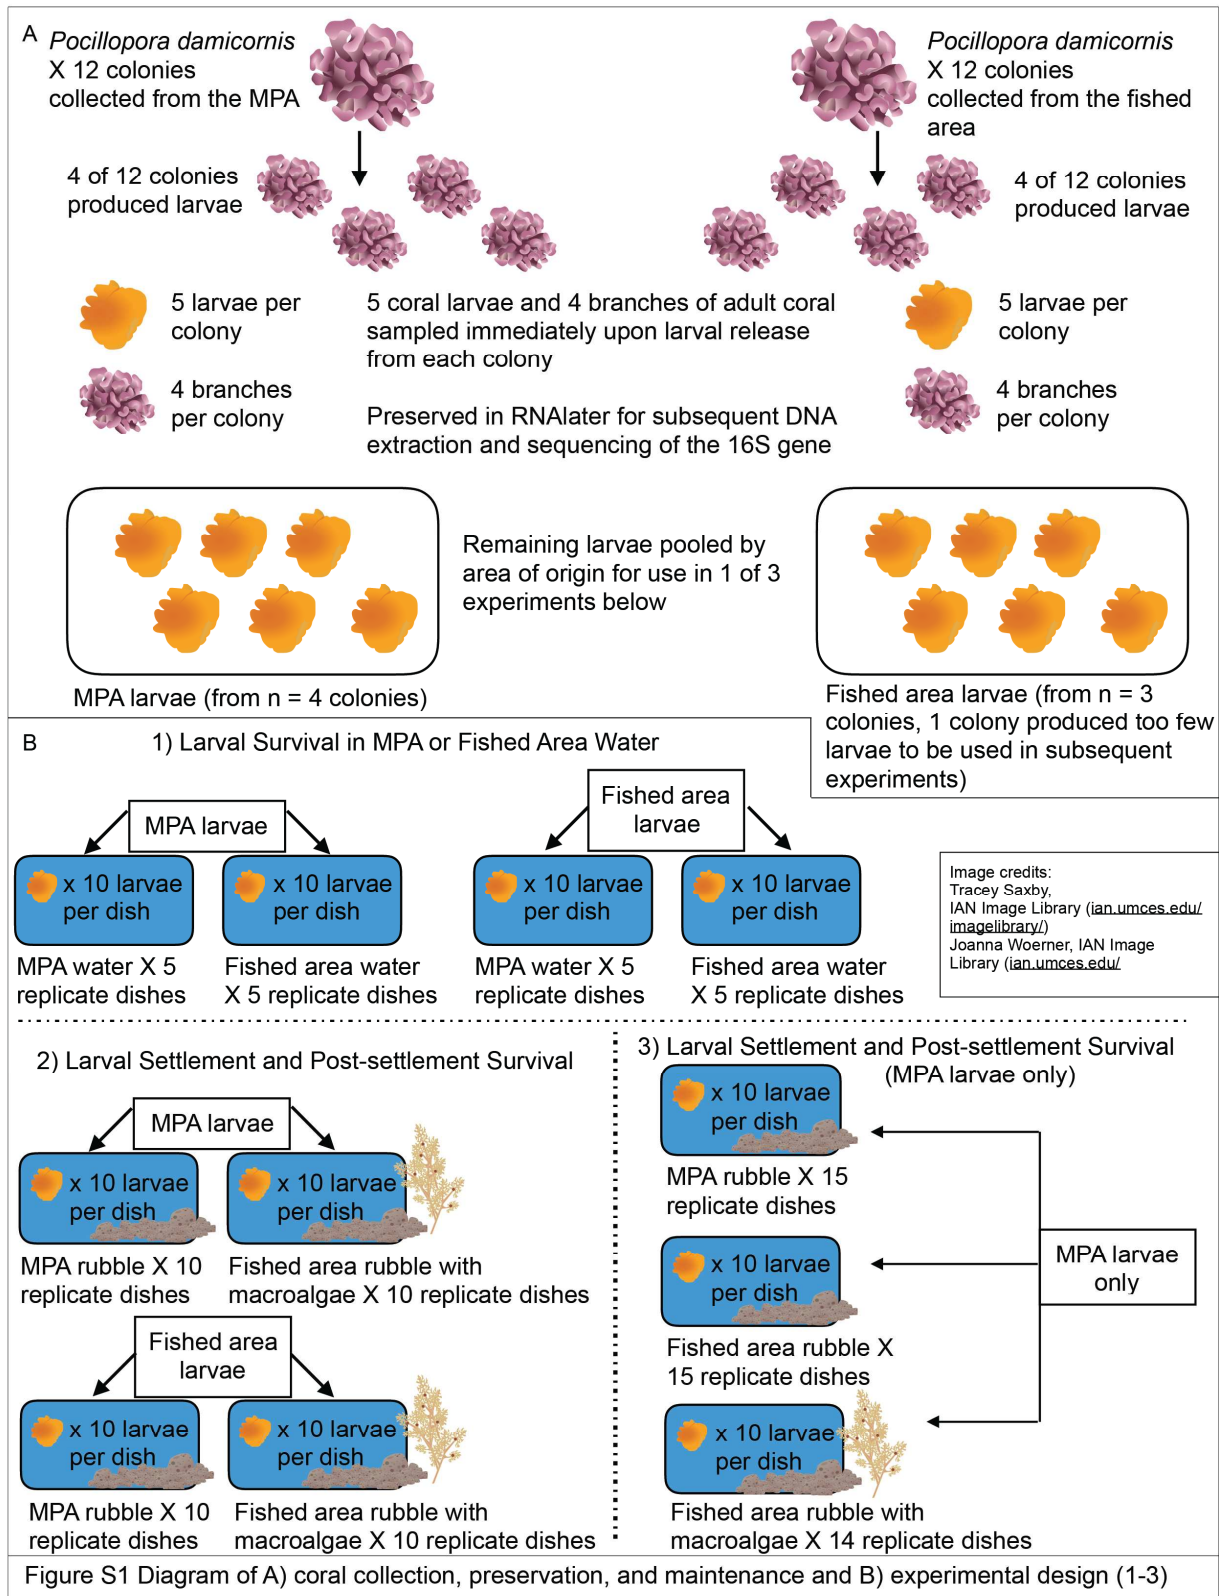 A
Pocillopora damicornis
X 12 colonies
collected from the MPA
Pocillopora damicornis
X 12 colonies
collected from the fished
area
4 of 12 colonies
produced larvae
4 of 12 colonies
produced larvae
5 larvae per
colony
5 coral larvae and 4 branches of adult coral
sampled immediately upon larval release
from each colony
5 larvae per
colony
4 branches
per colony
Preserved in RNAlater for subsequent DNA
extraction and sequencing of the 16S gene
4 branches
per colony
Remaining larvae pooled by
area of origin for use in 1 of 3
experiments below
MPA larvae (from n = 4 colonies)
Fished area larvae (from n = 3
colonies, 1 colony produced too few
larvae to be used in subsequent
experiments)
B
1) Larval Survival in MPA or Fished Area Water
MPA larvae
Fished area
larvae
x 10 larvae
per dish
x 10 larvae
per dish
x 10 larvae
per dish
x 10 larvae
per dish
MPA water X 5
replicate dishes
Fished area water
X 5 replicate dishes
MPA water X 5
replicate dishes
Fished area water
X 5 replicate dishes
Image credits:
Tracey Saxby,
IAN Image Library (ian.umces.edu/
imagelibrary/)
Joanna Woerner, IAN Image
Library (ian.umces.edu/
2) Larval Settlement and Post-settlement Survival
MPA larvae
x 10 larvae
per dish
x 10 larvae
per dish
MPA rubble X 10
replicate dishes
Fished area rubble with
macroalgae X 10 replicate dishes
Fished area
larvae
x 10 larvae
per dish
x 10 larvae
per dish
MPA rubble X 10
replicate dishes
Fished area rubble with
macroalgae X 10 replicate dishes
3) Larval Settlement and Post-settlement Survival
(MPA larvae only)
x 10 larvae
per dish
MPA rubble X 15
replicate dishes
x 10 larvae
per dish
MPA larvae
only
Fished area rubble X
15 replicate dishes
x 10 larvae
per dish
Fished area rubble with
macroalgae X 14 replicate dishes
Figure S1 Diagram of A) coral collection, preservation, and maintenance and B) experimental design (1-3)